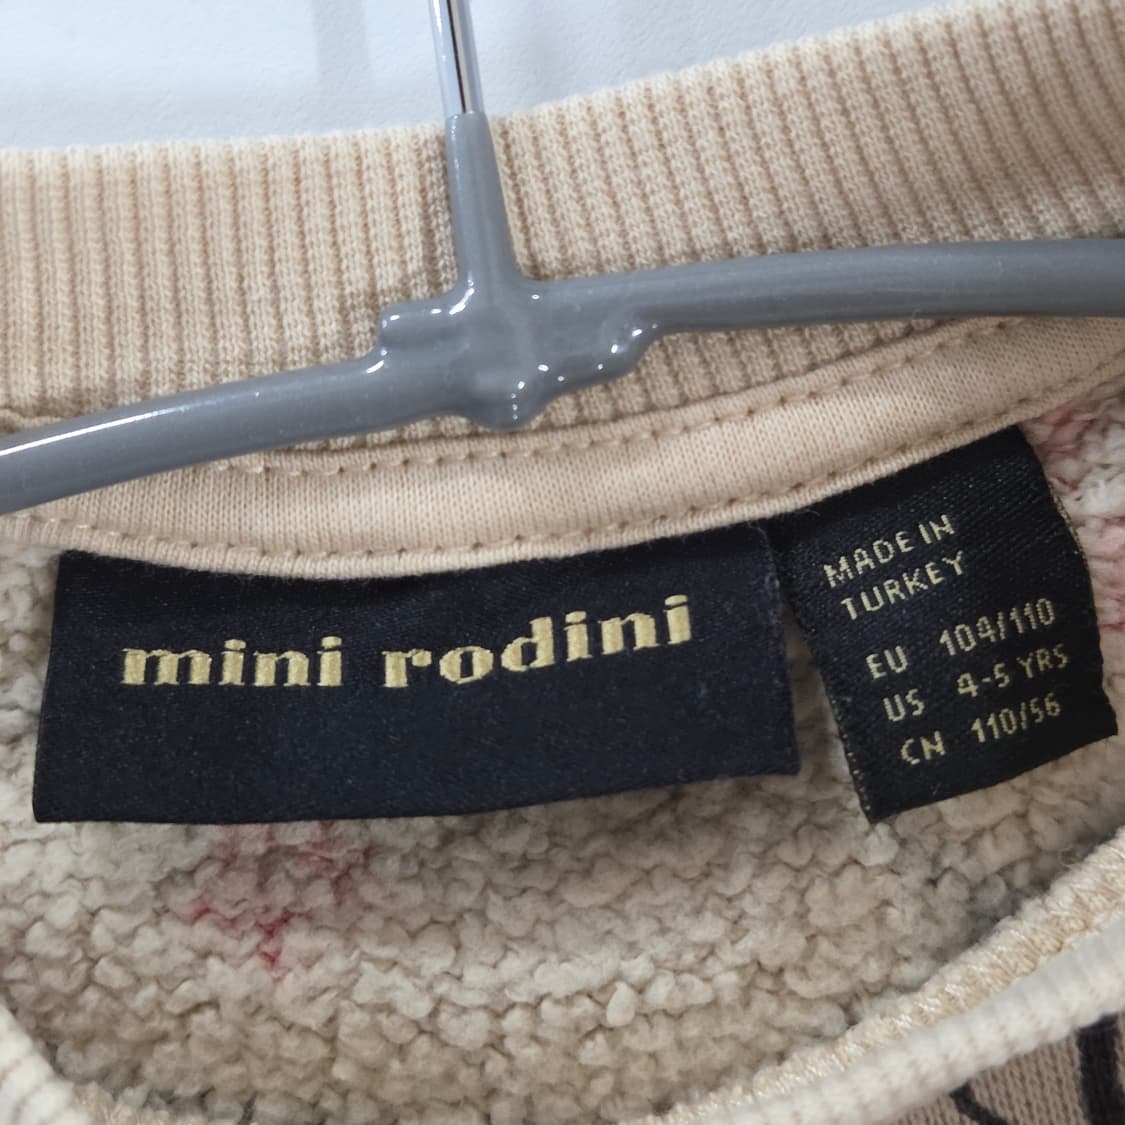 mini rodini
MADE IN
TURKEY
EU 104/110
US 4-5 YRS
CN 110/56